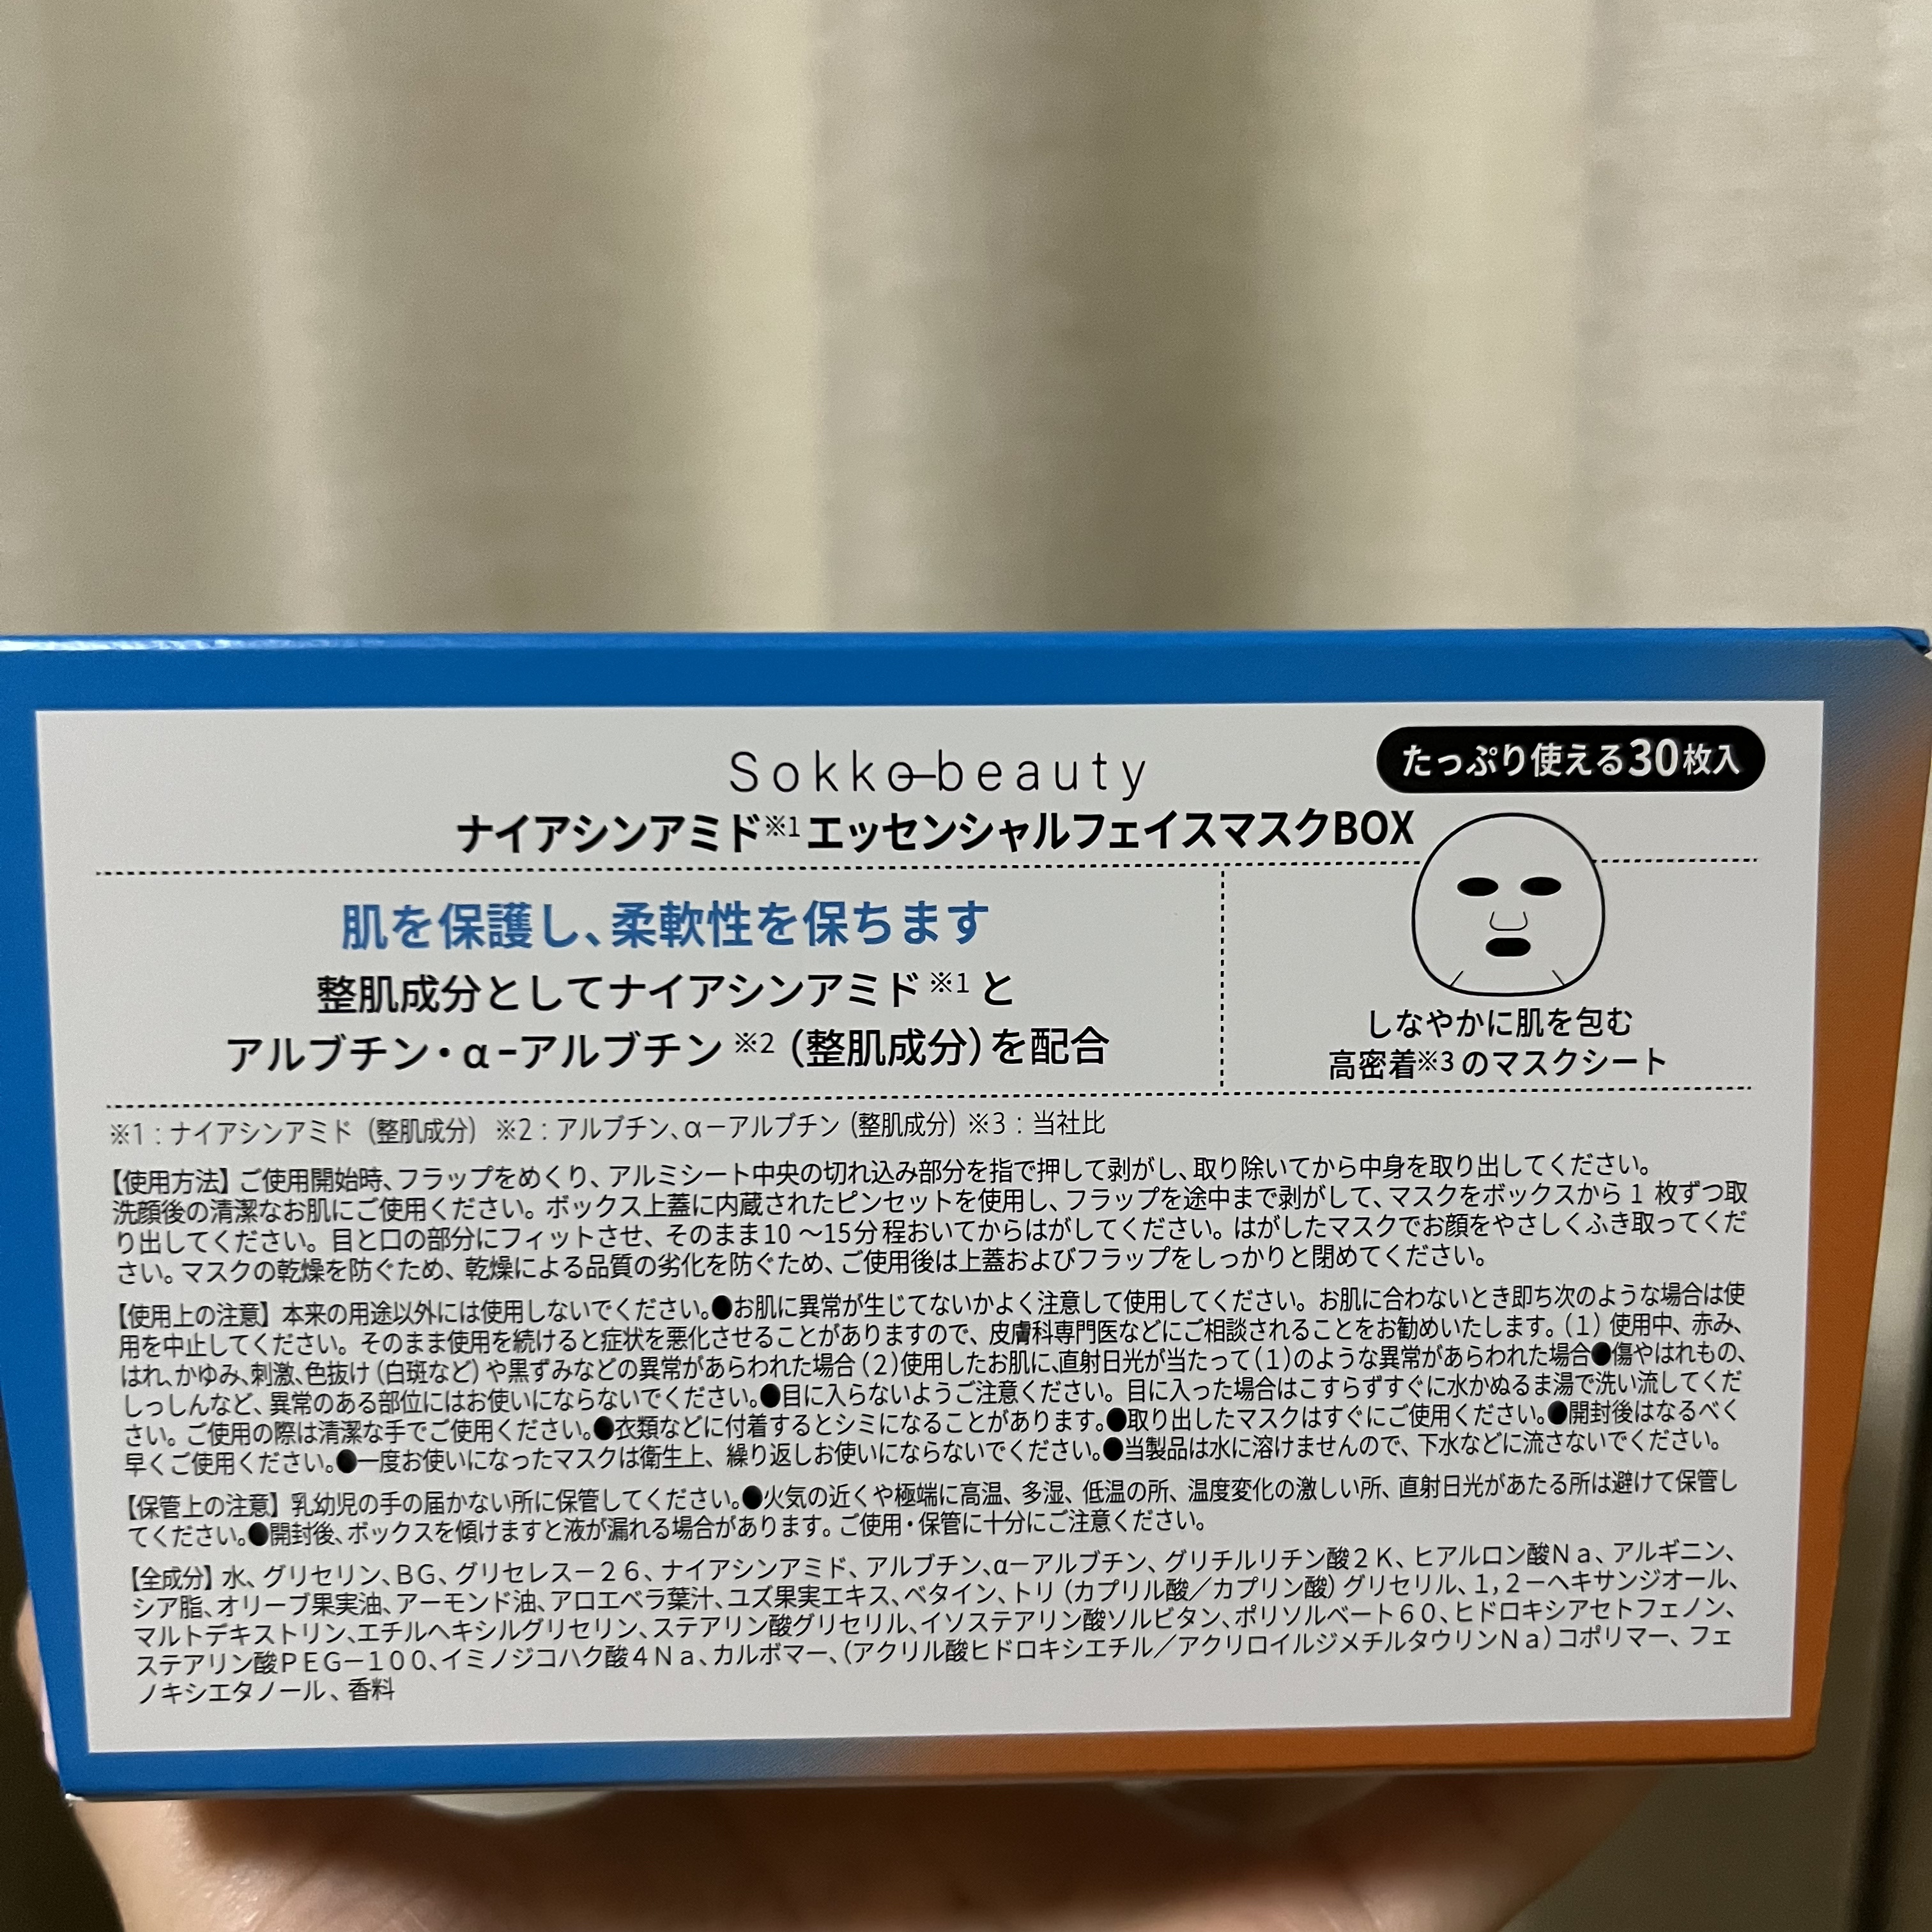 Sokko-beauty
たっぷり使える30枚入
ナイアシンアミド※1エッセンシャルフェイスマスクBOX
肌を保護し、柔軟性を保ちます
整肌成分としてナイアシンアミド※1と
アルブチン・α-アルブチン※2(整肌成分)を配合
しなやかに肌を包む
高密着※3のマスクシート
※1:ナイアシンアミド(整肌成分) ※2:アルブチン、α-アルブチン(整肌成分) ※3:当社比
【使用方法】ご使用開始時、フラップをめくり、アルミシート中央の切れ込み部分を指で押して剥がし、取り除いてから中身を取り出してください。
洗顔後の清潔なお肌にご使用ください。ボックス上蓋に内蔵されたピンセットを使用し、フラップを途中まで剥がして、マスクをボックスから1枚ずつ取
り出してください。目と口の部分にフィットさせ、そのまま10～15分程おいてからはがしてください。はがしたマスクでお顔をやさしくふき取ってくだ
さい。マスクの乾燥を防ぐため、乾燥による品質の劣化を防ぐため、ご使用後は上蓋およびフラップをしっかりと閉めてください。
【使用上の注意】本来の用途以外には使用しないでください。●お肌に異常が生じてないかよく注意して使用してください。お肌に合わないとき即ち次のような場合は使
用を中止してください。そのまま使用を続けると症状を悪化させることがありますので、皮膚科専門医などにご相談されることをお勧めいたします。(1)使用中、赤み、
はれ、かゆみ、刺激、色抜け(白斑など)や黒ずみなどの異常があらわれた場合(2)使用したお肌に、直射日光が当たって(1)のような異常があらわれた場合●傷やはれもの、
しっしんなど、異常のある部位にはお使いにならないでください。●目に入らないようご注意ください。目に入った場合はこすらずすぐに水かぬるま湯で洗い流してくだ
さい。ご使用の際は清潔な手でご使用ください。●衣類などに付着するとシミになることがあります。●取り出したマスクはすぐにご使用ください。●開封後はなるべく
早くご使用ください。●一度お使いになったマスクは衛生上、繰り返しお使いにならないでください。●当製品は水に溶けませんので、下水などに流さないでください。
【保管上の注意】乳幼児の手の届かない所に保管してください。●火気の近くや極端に高温、多湿、低温の所、温度変化の激しい所、直射日光があたる所は避けて保管し
てください。●開封後、ボックスを傾けますと液が漏れる場合があります。ご使用・保管に十分にご注意ください。
【全成分】水、グリセリン、BG、グリセレス-26、ナイアシンアミド、アルブチン、α-アルブチン、グリチルリチン酸2K、ヒアルロン酸Na、アルギニン、
シア脂、オリーブ果実油、アーモンド油、アロエベラ葉汁、ユズ果実エキス、ベタイン、トリ(カプリル酸/カプリン酸)グリセリル、1,2-ヘキサンジオール、
マルトデキストリン、エチルヘキシルグリセリン、ステアリン酸グリセリル、イソステアリン酸ソルビタン、ポリソルベート60、ヒドロキシアセトフェノン、
ステアリン酸PEG-100、イミノジコハク酸4Na、カルボマー、(アクリル酸ヒドロキシエチル/アクリロイルジメチルタウリンNa)コポリマー、フェ
ノキシエタノール、香料